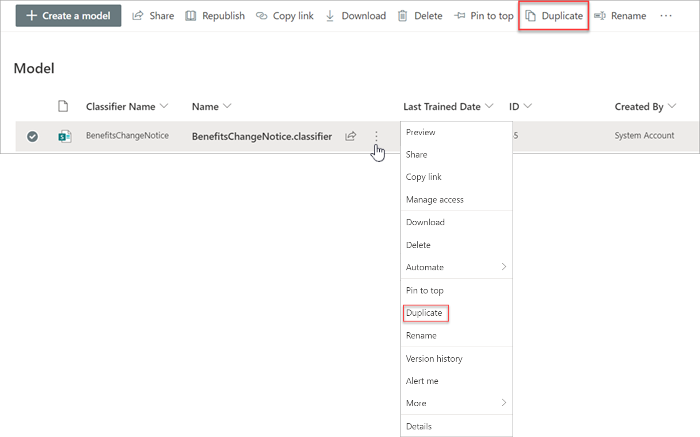 + Create a model Share Republish Copy link Download Delete Pin to top Duplicate Rename ...
Model
Classifier Name Name Last Trained Date ID Created By
BenefitsChangeNotice BenefitsChangeNotice.classifier 5 System Account
Preview
Share
Copy link
Manage access
Download
Delete
Automate
Pin to top
Duplicate
Rename
Version history
Alert me
More
Details